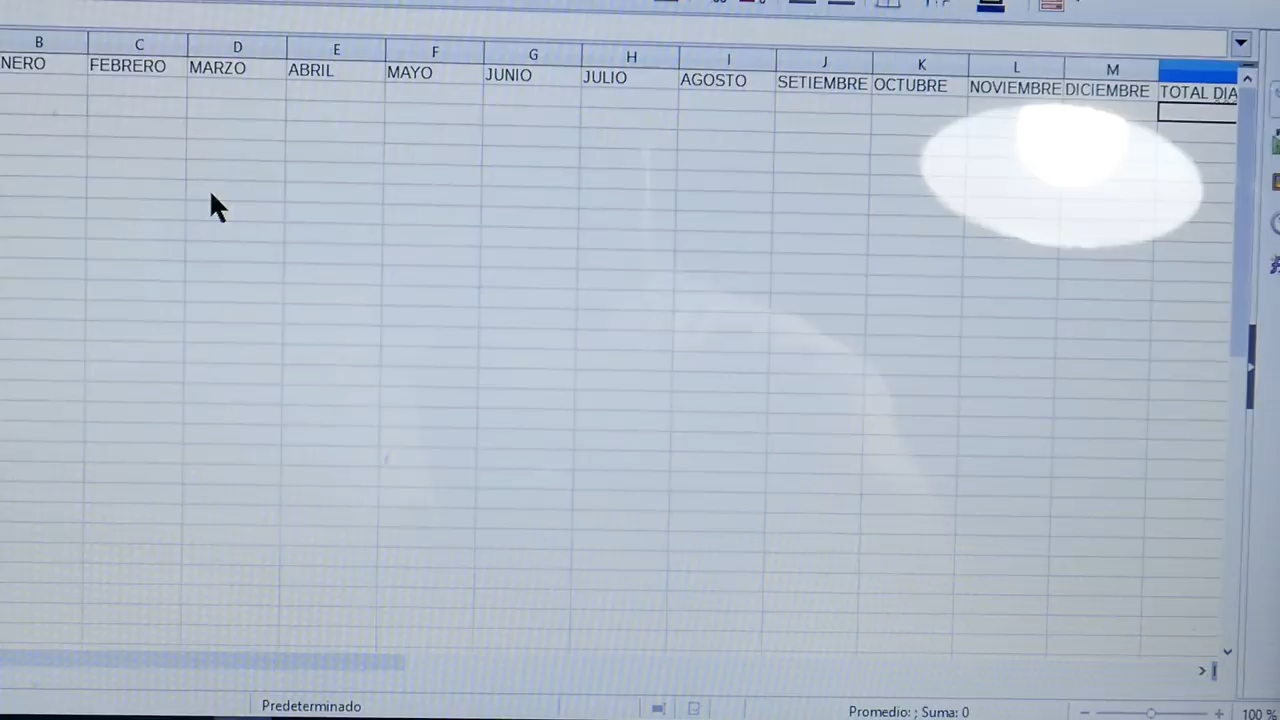 B C D E F G H I J K L M
NERO FEBRERO MARZO ABRIL MAYO JUNIO JULIO AGOSTO SETIEMBRE OCTUBRE NOVIEMBRE DICIEMBRE TOTAL DIA
Predeterminado Promedio: ; Suma: 0 100 %